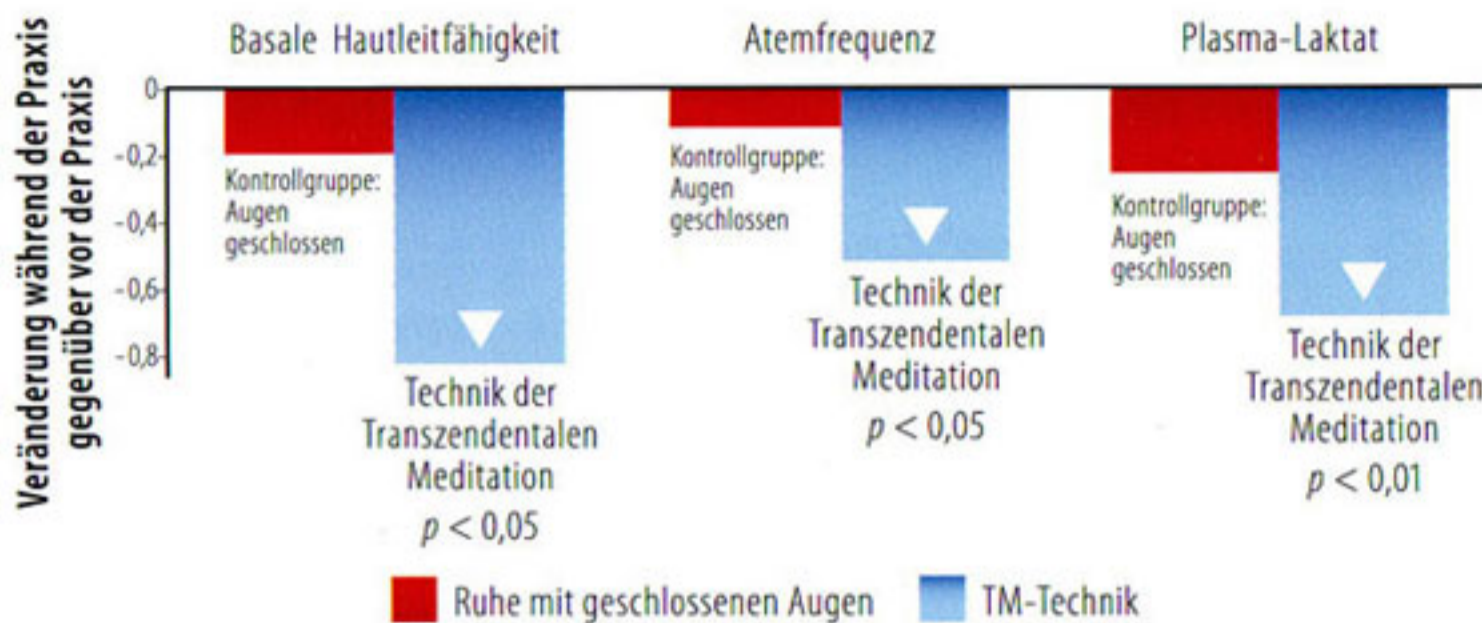 Veränderung während der Praxis
gegenüber vor der Praxis
Basale Hautleitfähigkeit
Atemfrequenz
Plasma-Laktat
0
-0,2
-0,4
-0,6
-0,8
Kontrollgruppe:
Augen
geschlossen
Technik der
Transzendentalen
Meditation
p < 0,05
Kontrollgruppe:
Augen
geschlossen
Technik der
Transzendentalen
Meditation
p < 0,05
Kontrollgruppe:
Augen
geschlossen
Technik der
Transzendentalen
Meditation
p < 0,01
Ruhe mit geschlossenen Augen
TM-Technik